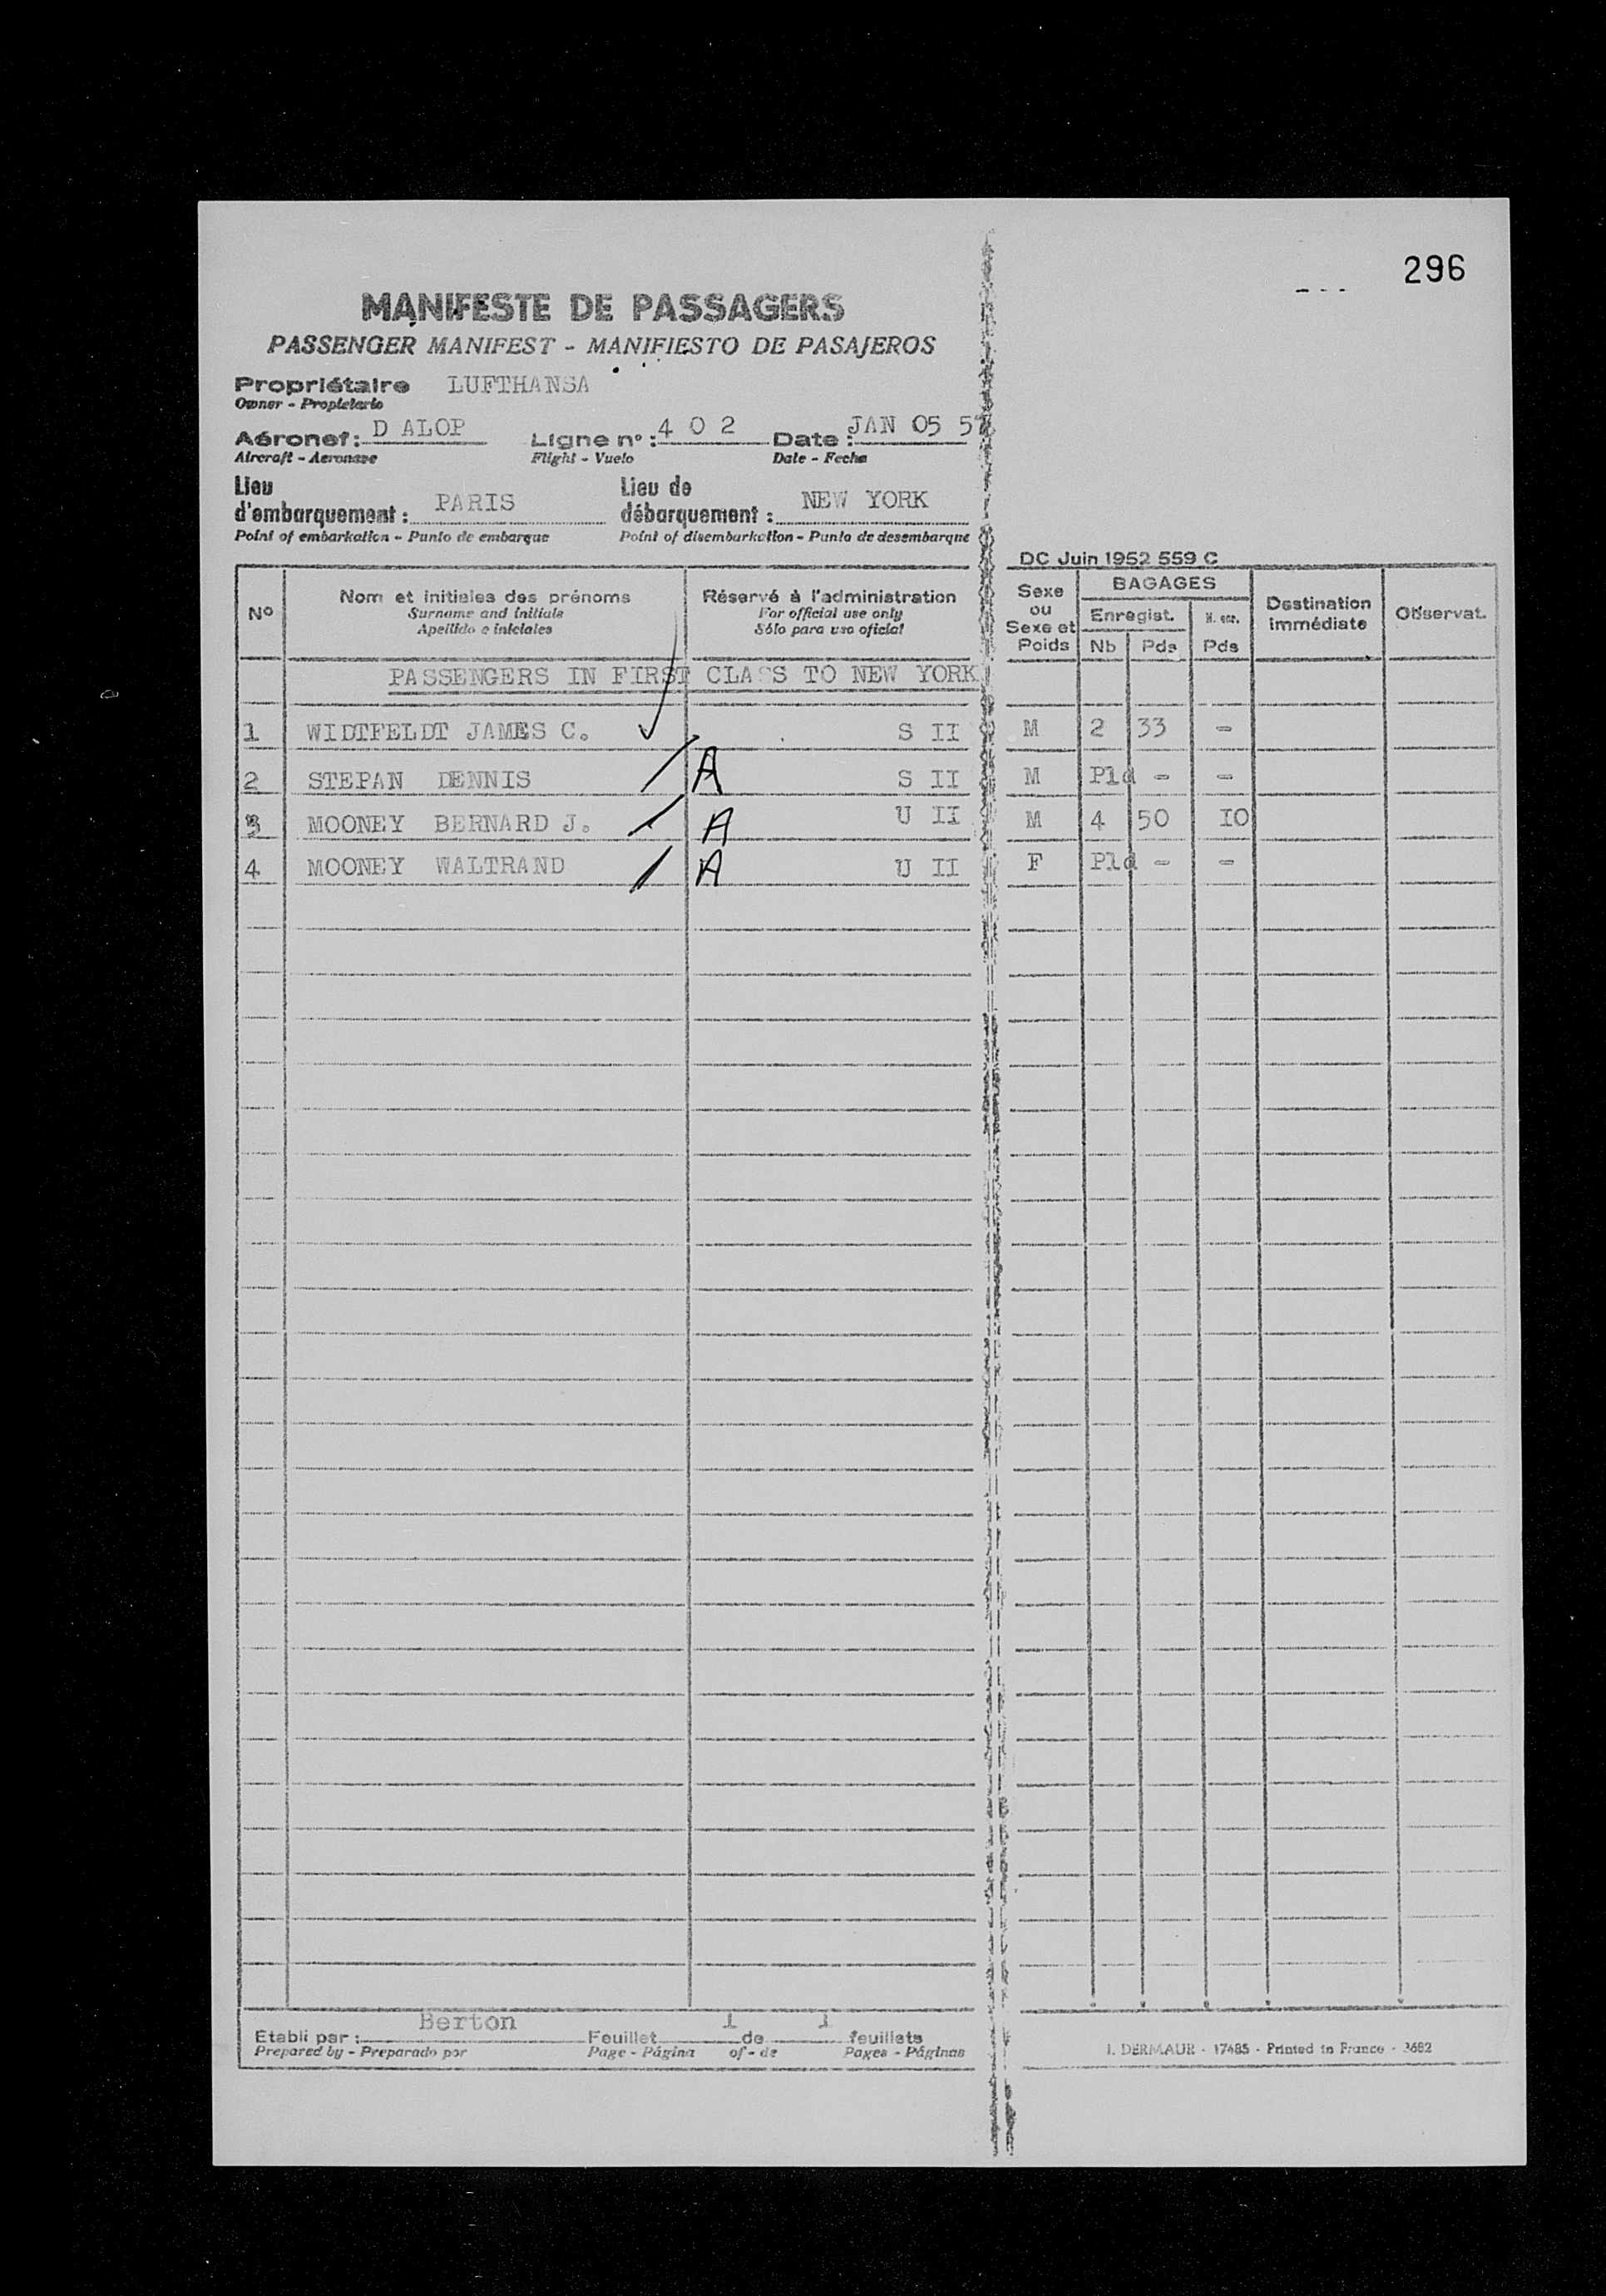 296
MANIFESTE DE PASSAGERS
PASSENGER MANIFEST - MANIFIESTO DE PASAJEROS
Propriétaire LUFTHANSA
Owner - Propietario
Aéronef: D ALOP Ligne n°: 4 0 2 Date: JAN 05 57
Aircraft - Aeronave Flight - Vuelo Date - Fecha
Lieu d'embarquement: PARIS Lieu de débarquement: NEW YORK
Point of embarkation - Punto de embarque Point of disembarkation - Punto de desembarque
DC Juin 1952 559 C
N° Nom et initiales des prénoms Réservé à l'administration Sexe ou Sexe et Poids BAGAGES Destination immédiate Observat.
Surname and initials For official use only Enregist. N. enr.
Apellido e iniciales Sólo para uso oficial Nb Pds Pds
PASSENGERS IN FIRST CLASS TO NEW YORK
1 WIDTFELDT JAMES C. ✓ S II M 2 33 -
2 STEPAN DENNIS / A S II M Pld - -
3 MOONEY BERNARD J. / A U II M 4 50 IO
4 MOONEY WALTRAND / A U II F Pld - -
Etabli par: Berton Feuillet 1 de 1 feuillets
Prepared by - Preparado por Page - Página of - de Pages - Páginas
I. DERMAUR - 17485 - Printed in France - 3682